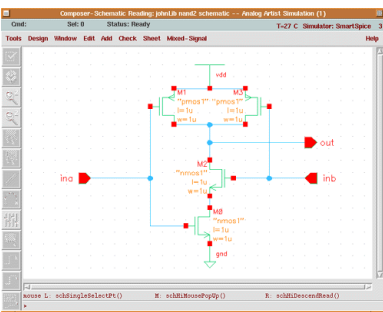 Composer-Schematic Reading: johnLib nand2 schematic -- Analog Artist Simulation (1)
Cmd: Sel: 0 Status: Ready T=27 C Simulator: SmartSpice 3
Tools Design Window Edit Add Check Sheet Mixed-Signal Help
vdd
M1 M3
"pmos1" "pmos1"
l=1u l=1u
w=1u w=1u
out
M2
ina "nmos1" inb
l=1u
w=1u
M0
"nmos1"
l=1u
w=1u
gnd
mouse L: schSingleSelectPt() M: schHiMousePopUp() R: schHiDescendRead()
>